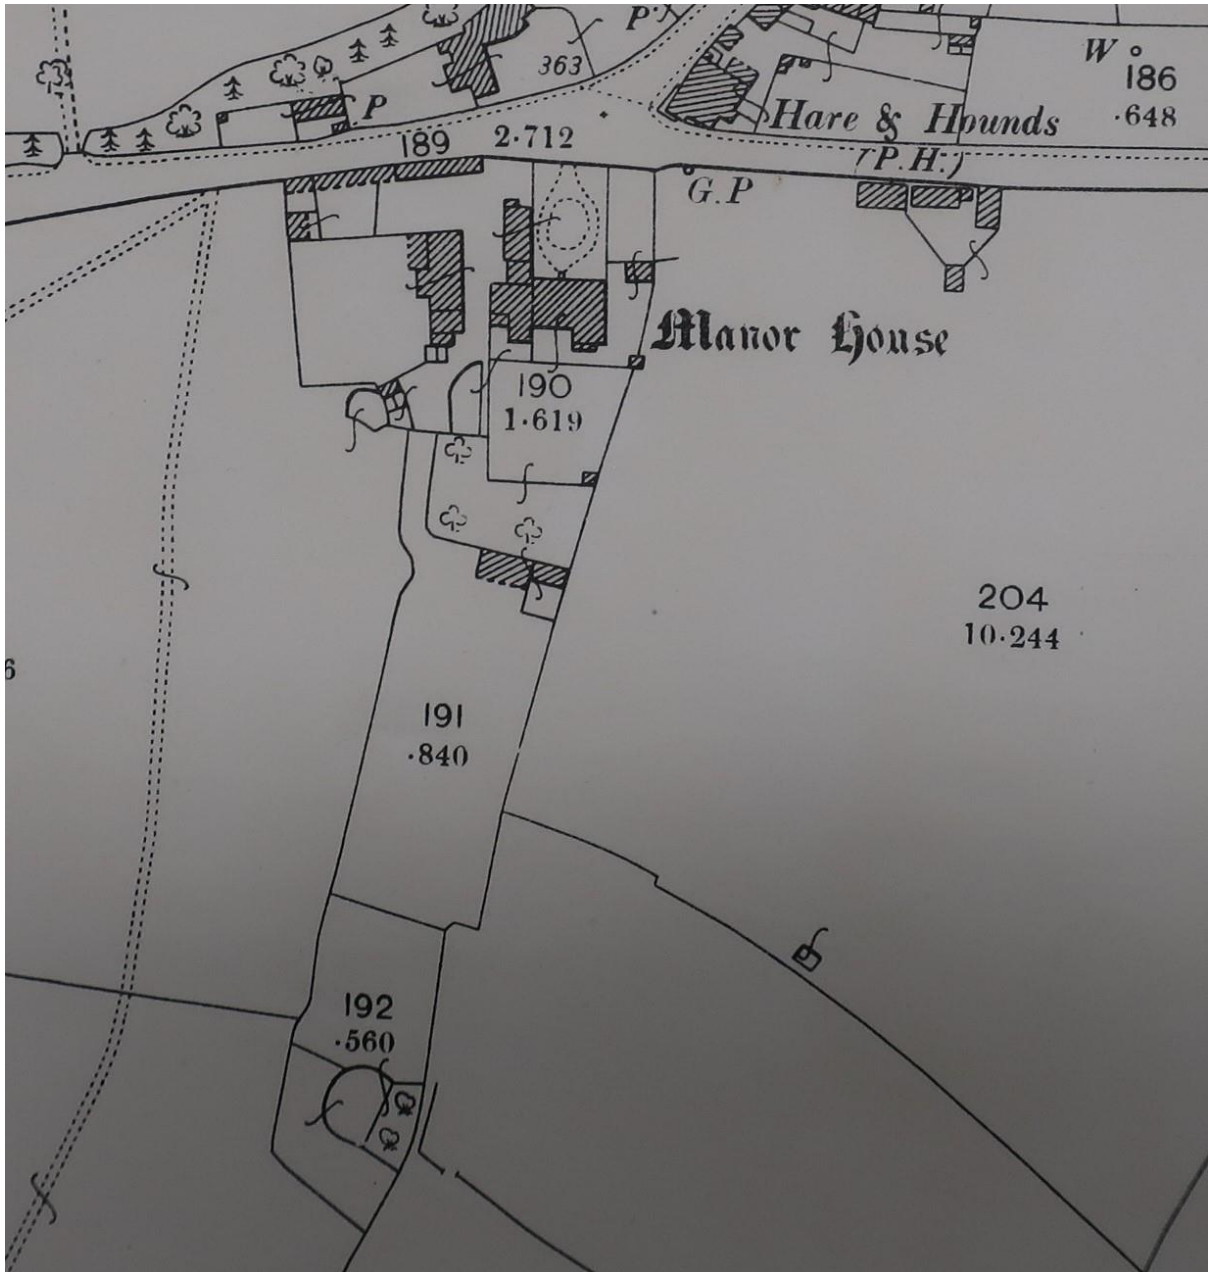 P
363
W
186
.648
P
Hare & Hounds
(P.H.)
189 2.712
G.P
Manor House
190
1.619
204
10.244
6
191
.840
192
.560